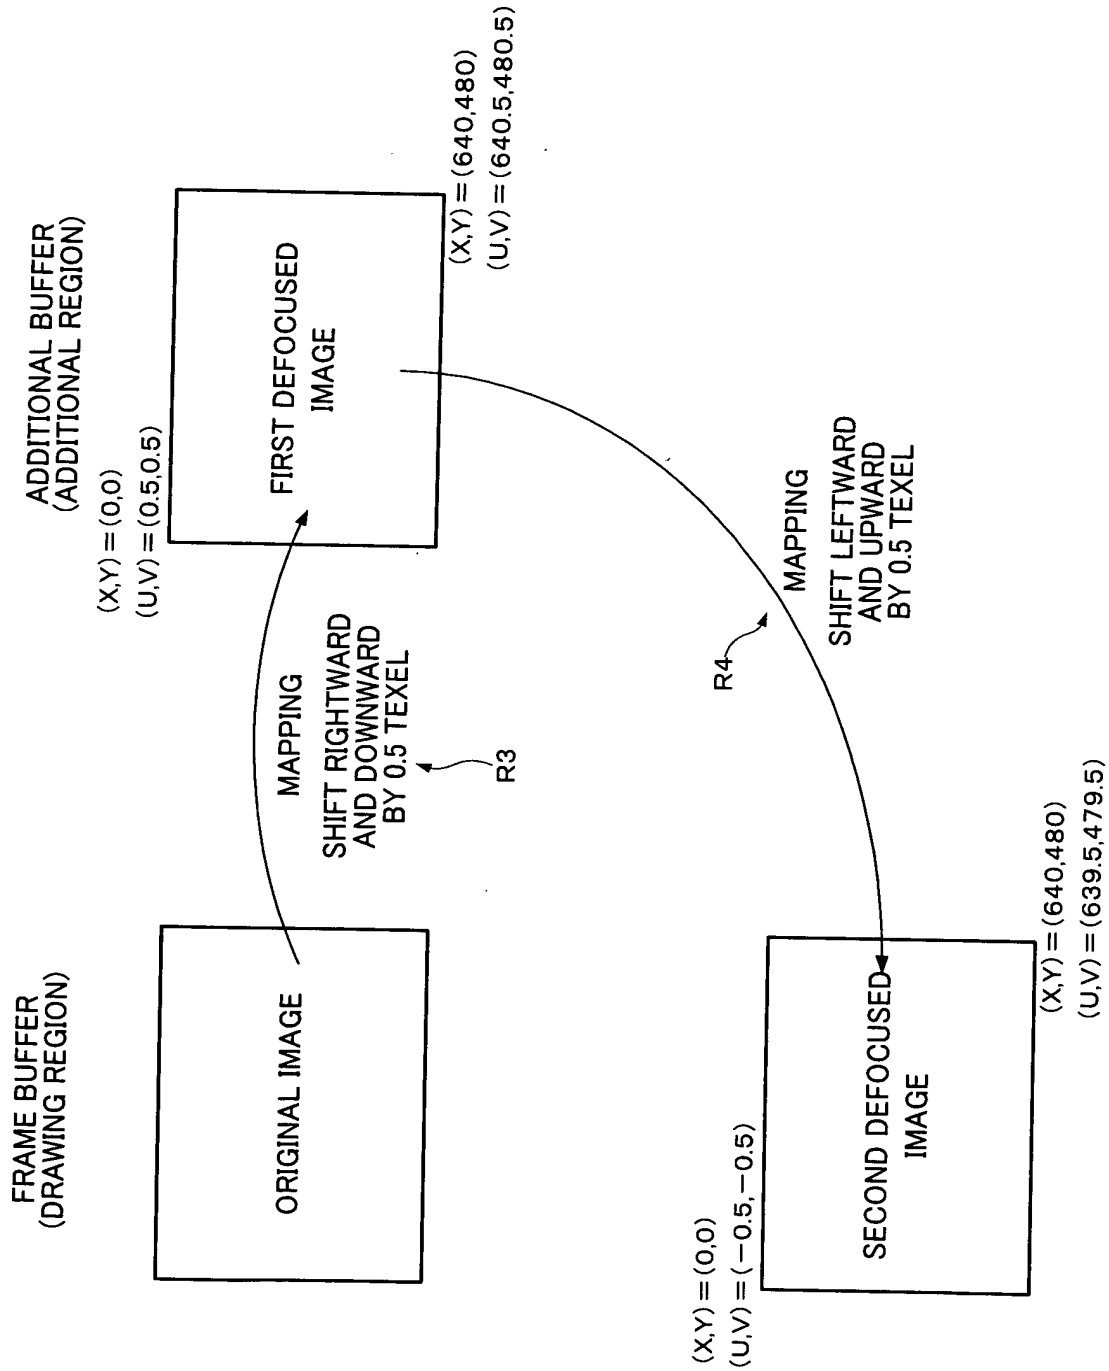 FRAME BUFFER
(DRAWING REGION)
ORIGINAL IMAGE
MAPPING
SHIFT RIGHTWARD
AND DOWNWARD
BY 0.5 TEXEL
R3
ADDITIONAL BUFFER
(ADDITIONAL REGION)
(X,Y)=(0,0)
(U,V)=(0.5,0.5)
FIRST DEFOCUSED
IMAGE
(X,Y)=(640,480)
(U,V)=(640.5,480.5)
R4
MAPPING
SHIFT LEFTWARD
AND UPWARD
BY 0.5 TEXEL
(X,Y)=(0,0)
(U,V)=(−0.5,−0.5)
SECOND DEFOCUSED
IMAGE
(X,Y)=(640,480)
(U,V)=(639.5,479.5)